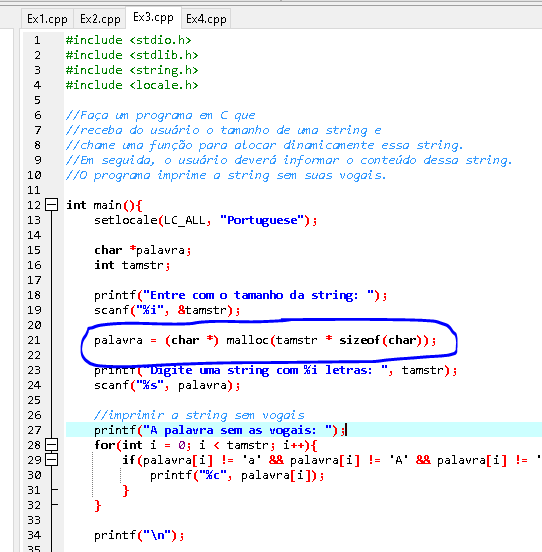 Ex1.cpp Ex2.cpp Ex3.cpp Ex4.cpp
1 #include <stdio.h>
2 #include <stdlib.h>
3 #include <string.h>
4 #include <locale.h>
5
6 //Faça um programa em C que
7 //receba do usuário o tamanho de uma string e
8 //chame uma função para alocar dinamicamente essa string.
9 //Em seguida, o usuário deverá informar o conteúdo dessa string.
10 //O programa imprime a string sem suas vogais.
11
12 int main(){
13 setlocale(LC_ALL, "Portuguese");
14
15 char *palavra;
16 int tamstr;
17
18 printf("Entre com o tamanho da string: ");
19 scanf("%i", &tamstr);
20
21 palavra = (char *) malloc(tamstr * sizeof(char));
22
23 printf("Digite uma string com %i letras: ", tamstr);
24 scanf("%s", palavra);
25
26 //imprimir a string sem vogais
27 printf("A palavra sem as vogais: ");
28 for(int i = 0; i < tamstr; i++){
29 if(palavra[i] != 'a' && palavra[i] != 'A' && palavra[i] != '
30 printf("%c", palavra[i]);
31 }
32 }
33
34 printf("\n");